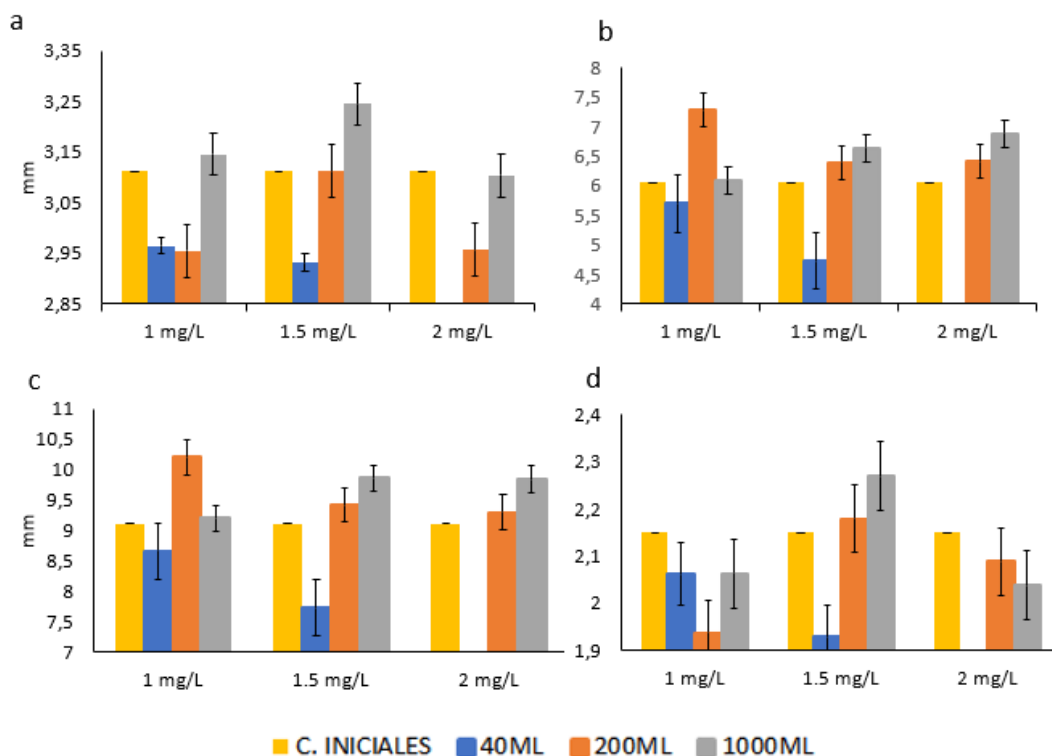 a
3,35
3,25
3,15
3,05
2,95
2,85
mm
1 mg/L 1.5 mg/L 2 mg/L
b
8
7,5
7
6,5
6
5,5
5
4,5
4
1 mg/L 1.5 mg/L 2 mg/L
c
11
10,5
10
9,5
9
8,5
8
7,5
7
mm
1 mg/L 1.5 mg/L 2 mg/L
d
2,4
2,3
2,2
2,1
2
1,9
1 mg/L 1.5 mg/L 2 mg/L
C. INICIALES 40ML 200ML 1000ML